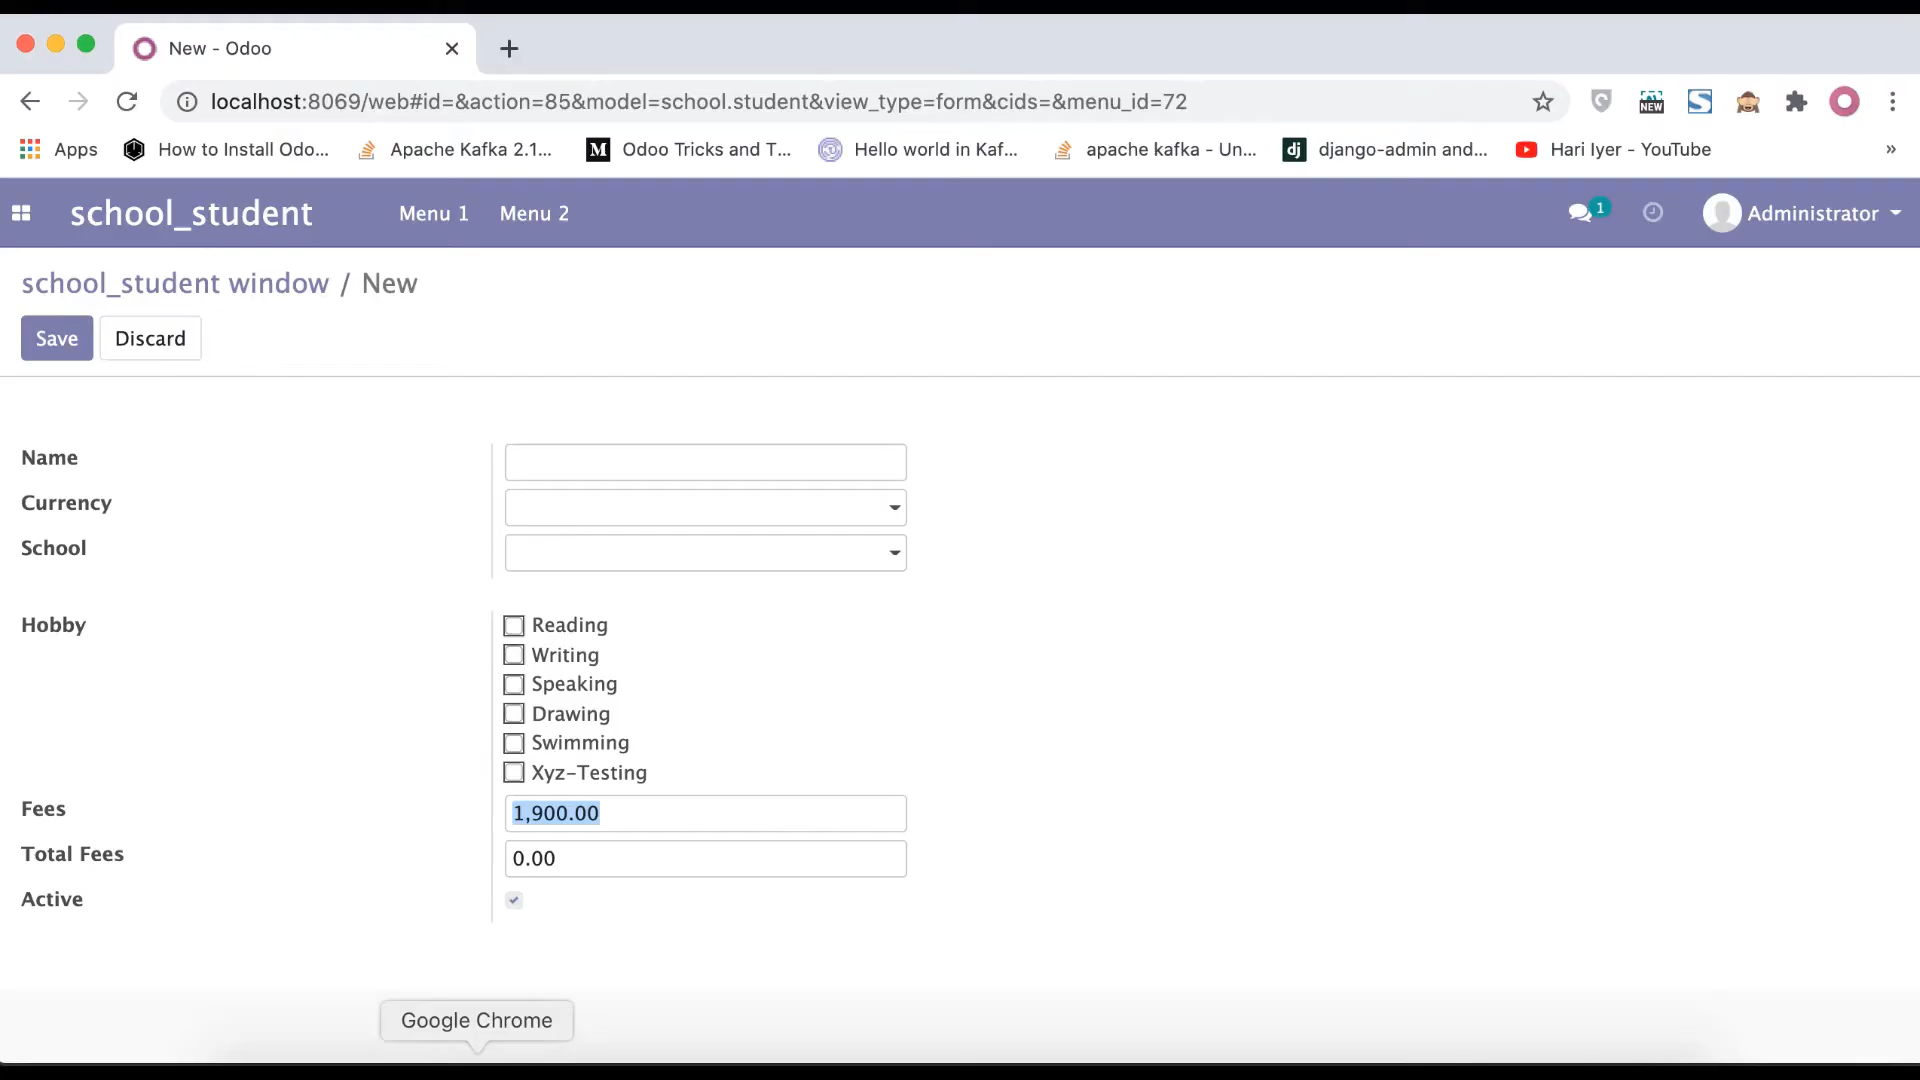 New - Odoo
localhost:8069/web#id=&action=85&model=school.student&view_type=form&cids=&menu_id=72
NEW
Apps
How to Install Odo...
Apache Kafka 2.1...
M Odoo Tricks and T...
Hello world in Kaf...
apache kafka - Un...
dj django-admin and...
Hari Iyer - YouTube
»
school_student
Menu 1
Menu 2
1
Administrator
school_student window / New
Save
Discard
Name
Currency
School
Hobby
Reading
Writing
Speaking
Drawing
Swimming
Xyz-Testing
Fees
1,900.00
Total Fees
0.00
Active
Google Chrome